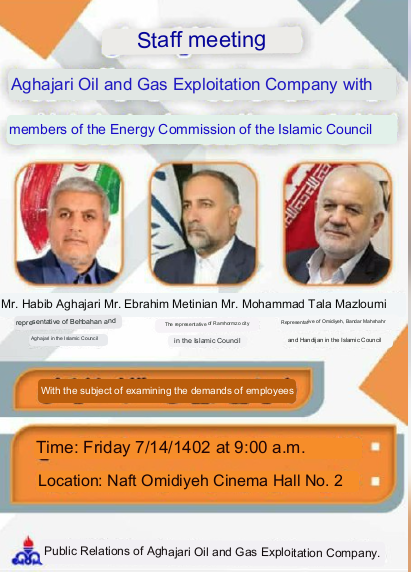 Staff meeting
Aghajari Oil and Gas Exploitation Company with
members of the Energy Commission of the Islamic Council
Mr. Habib Aghajari Mr. Ebrahim Metinian Mr. Mohammad Tala Mazloumi
representative of Behbahan and
Aghajari in the Islamic Council
The representative of Ramhormoz city
in the Islamic Council
Representative of Omidiyeh, Bandar Mahshahr
and Handijan in the Islamic Council
With the subject of examining the demands of employees
Time: Friday 7/14/1402 at 9:00 a.m.
Location: Naft Omidiyeh Cinema Hall No. 2
Public Relations of Aghajari Oil and Gas Exploitation Company.